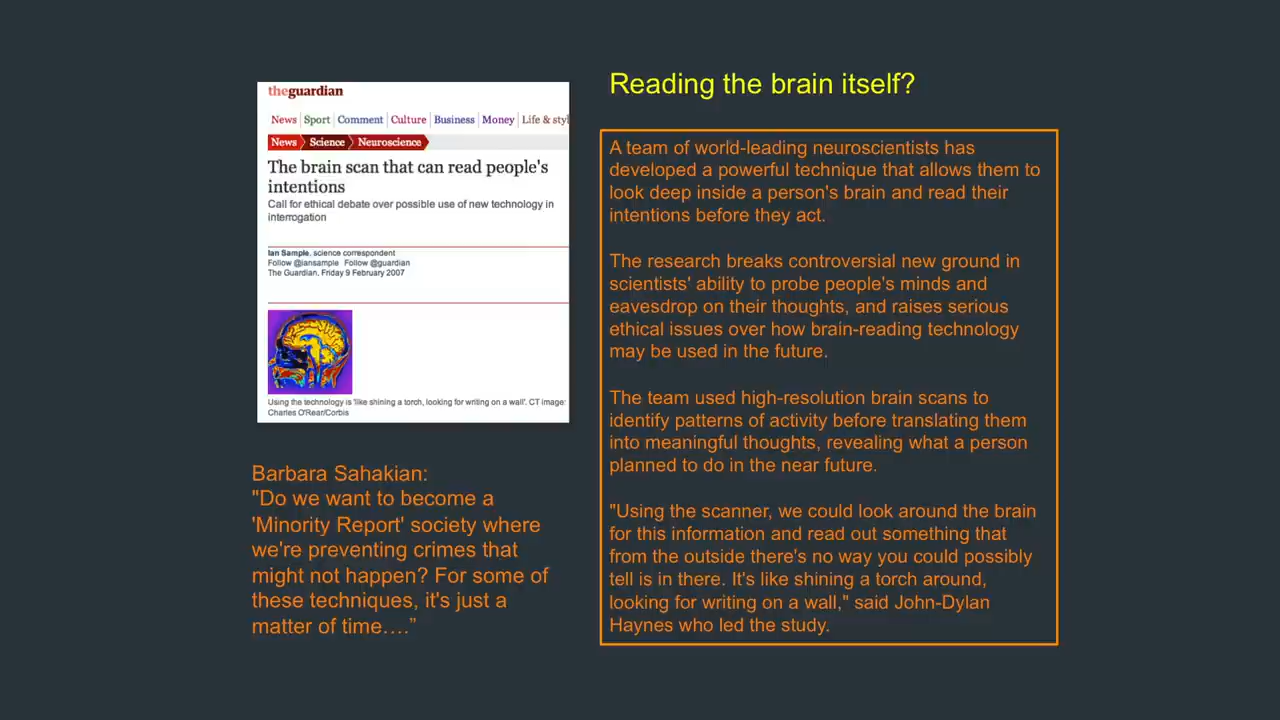 theguardian
News Sport Comment Culture Business Money Life & styl
News Science Neuroscience
The brain scan that can read people's
intentions
Call for ethical debate over possible use of new technology in
interrogation
Ian Sample, science correspondent
Follow @iansample Follow @guardian
The Guardian, Friday 9 February 2007
Using the technology is 'like shining a torch, looking for writing on a wall'. CT image:
Charles O'Rear/Corbis
Barbara Sahakian:
"Do we want to become a
'Minority Report' society where
we're preventing crimes that
might not happen? For some of
these techniques, it's just a
matter of time…."
Reading the brain itself?
A team of world-leading neuroscientists has
developed a powerful technique that allows them to
look deep inside a person's brain and read their
intentions before they act.
The research breaks controversial new ground in
scientists' ability to probe people's minds and
eavesdrop on their thoughts, and raises serious
ethical issues over how brain-reading technology
may be used in the future.
The team used high-resolution brain scans to
identify patterns of activity before translating them
into meaningful thoughts, revealing what a person
planned to do in the near future.
"Using the scanner, we could look around the brain
for this information and read out something that
from the outside there's no way you could possibly
tell is in there. It's like shining a torch around,
looking for writing on a wall," said John-Dylan
Haynes who led the study.